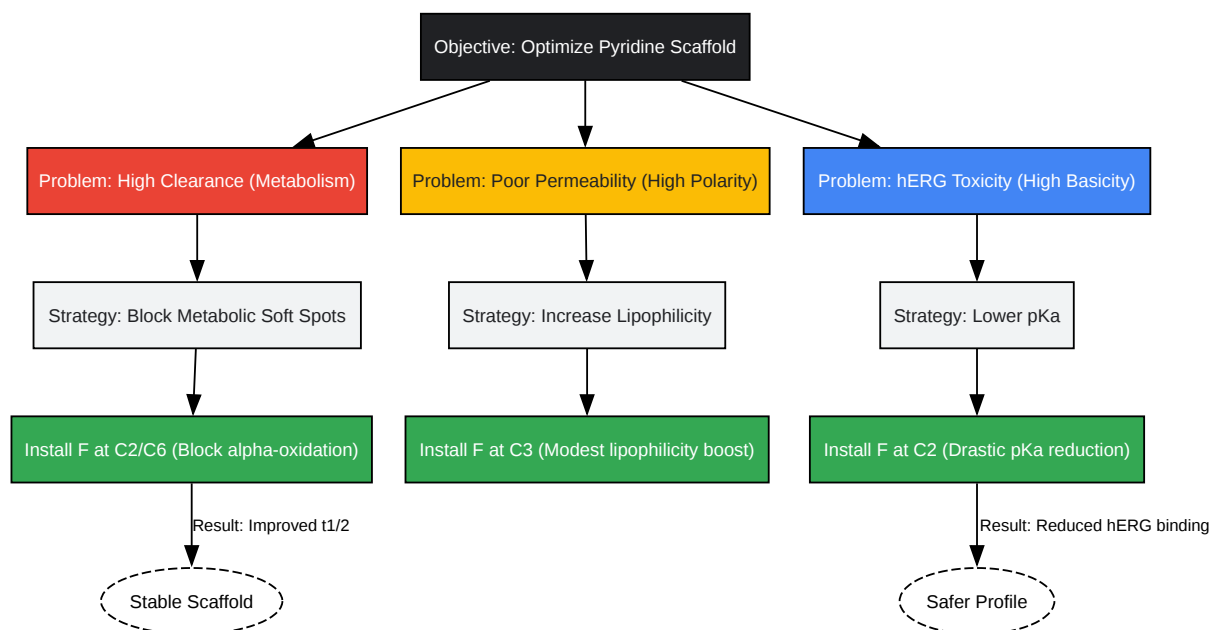 Objective: Optimize Pyridine Scaffold
Problem: High Clearance (Metabolism)
Problem: Poor Permeability (High Polarity)
Problem: hERG Toxicity (High Basicity)
Strategy: Block Metabolic Soft Spots
Strategy: Increase Lipophilicity
Strategy: Lower pKa
Install F at C2/C6 (Block alpha-oxidation)
Install F at C3 (Modest lipophilicity boost)
Install F at C2 (Drastic pKa reduction)
Result: Improved t1/2
Result: Reduced hERG binding
Stable Scaffold
Safer Profile